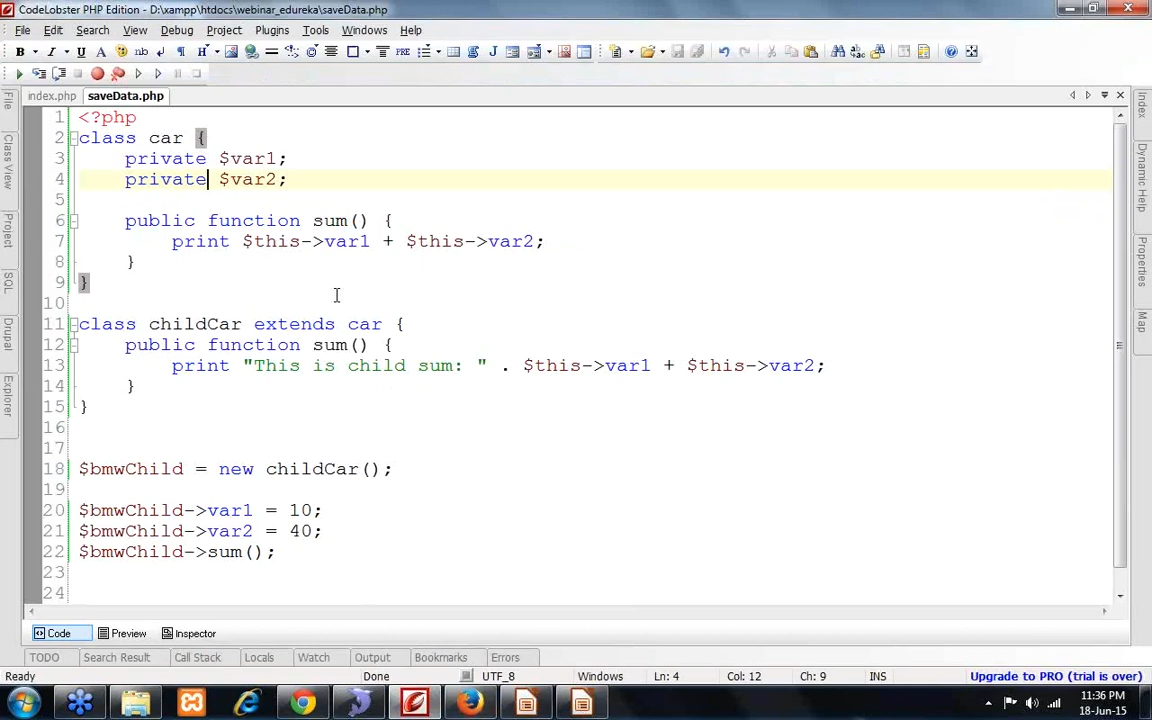 CodeLobster PHP Edition - D:\xampp\htdocs\webinar_edureka\saveData.php
File Edit Search View Debug Project Plugins Tools Windows Help
B I U PRE J
index.php saveData.php
File
Class View
Project
SQL
Drupal
Explorer
1 <?php
2 class car {
3 private $var1;
4 private $var2;
5
6 public function sum() {
7 print $this->var1 + $this->var2;
8 }
9 }
10
11 class childCar extends car {
12 public function sum() {
13 print "This is child sum: " . $this->var1 + $this->var2;
14 }
15 }
16
17
18 $bmwChild = new childCar();
19
20 $bmwChild->var1 = 10;
21 $bmwChild->var2 = 40;
22 $bmwChild->sum();
23
24
Index
Dynamic Help
Properties
Map
Code Preview Inspector
TODO Search Result Call Stack Locals Watch Output Bookmarks Errors
Ready Done UTF_8 Windows Ln: 4 Col: 12 Ch: 9 INS Upgrade to PRO (trial is over)
11:36 PM
18-Jun-15